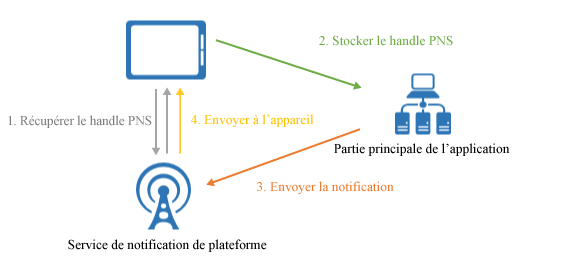 2. Stocker le handle PNS
1. Récupérer le handle PNS
4. Envoyer à l'appareil
Partie principale de l'application
3. Envoyer la notification
Service de notification de plateforme